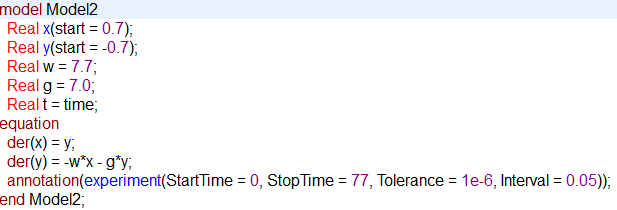 model Model2
Real x(start = 0.7);
Real y(start = -0.7);
Real w = 7.7;
Real g = 7.0;
Real t = time;
equation
der(x) = y;
der(y) = -w*x - g*y;
annotation(experiment(StartTime = 0, StopTime = 77, Tolerance = 1e-6, Interval = 0.05));
end Model2;